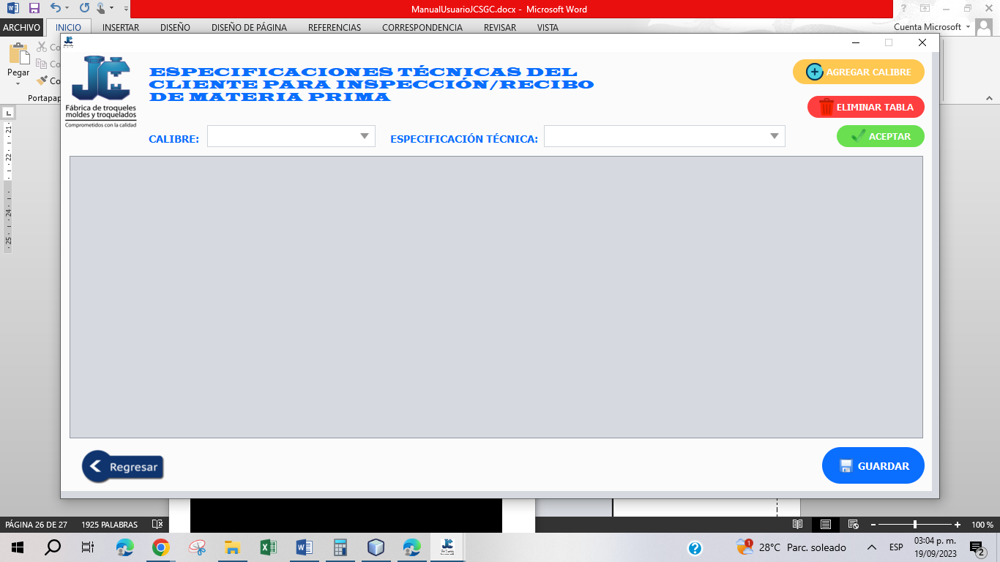 ManualUsuarioJCSGC.docx - Microsoft Word
ARCHIVO INICIO INSERTAR DISEÑO DISEÑO DE PÁGINA REFERENCIAS CORRESPONDENCIA REVISAR VISTA Cuenta Microsoft
Pegar
Co
Co
Co
Portapap
21
22
24
25
JC
Fábrica de troqueles
moldes y troquelados
Comprometidos con la calidad
ESPECIFICACIONES TÉCNICAS DEL
CLIENTE PARA INSPECCIÓN/RECIBO
DE MATERIA PRIMA
AGREGAR CALIBRE
ELIMINAR TABLA
CALIBRE: ESPECIFICACIÓN TÉCNICA: ACEPTAR
Regresar GUARDAR
PÁGINA 26 DE 27 1925 PALABRAS 100 %
1 28°C Parc. soleado ESP 03:04 p. m.
19/09/2023 2